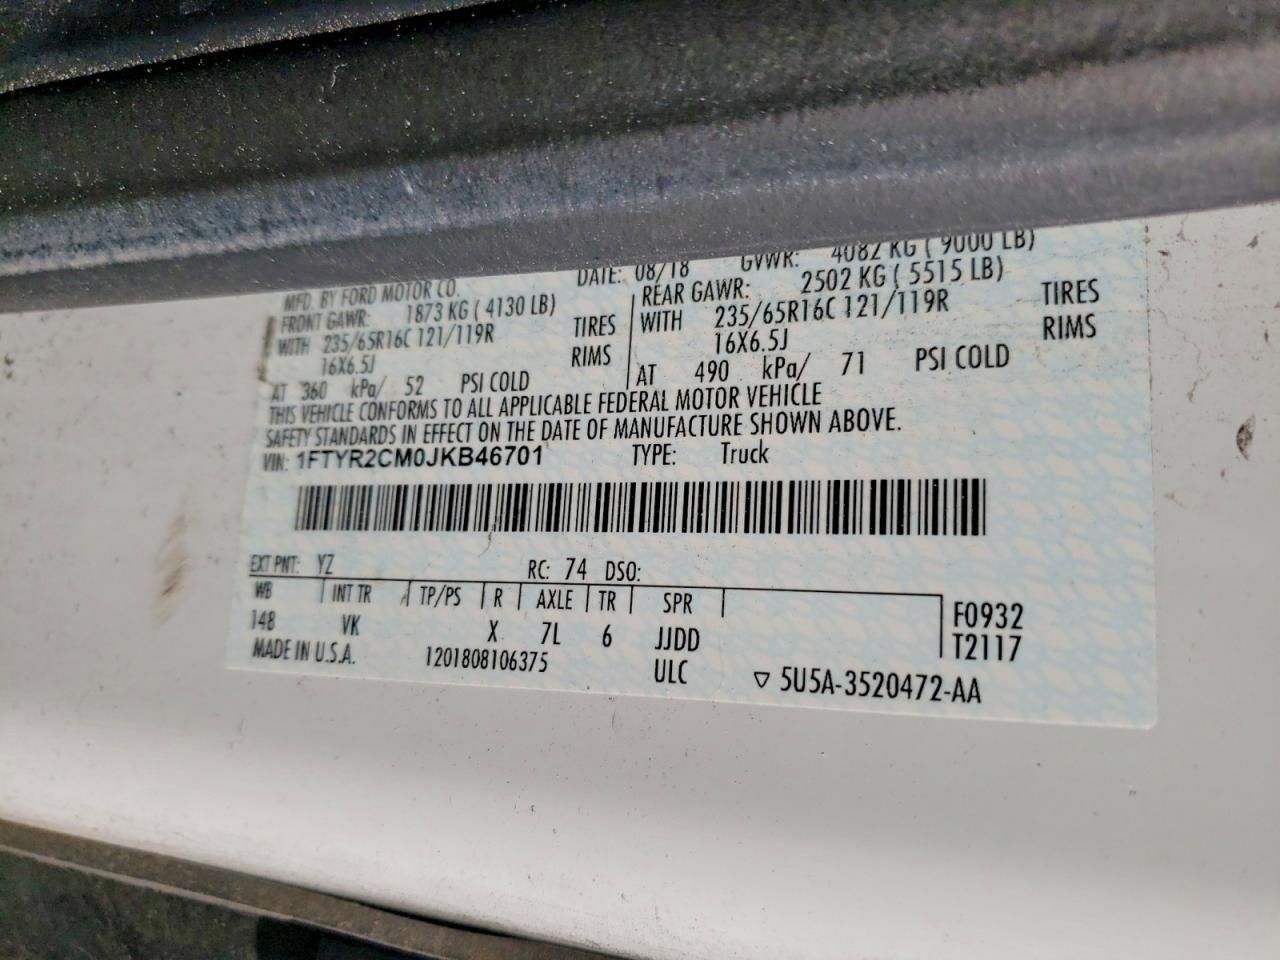 MFD. BY FORD MOTOR CO. DATE: 08/18 GVWR: 4082 KG ( 9000 LB)
FRONT GAWR: 1873 KG ( 4130 LB) REAR GAWR: 2502 KG ( 5515 LB)
WITH 235/65R16C 121/119R TIRES WITH 235/65R16C 121/119R TIRES
16X6.5J RIMS 16X6.5J RIMS
AT 360 kPa/ 52 PSI COLD AT 490 kPa/ 71 PSI COLD
THIS VEHICLE CONFORMS TO ALL APPLICABLE FEDERAL MOTOR VEHICLE
SAFETY STANDARDS IN EFFECT ON THE DATE OF MANUFACTURE SHOWN ABOVE.
VIN: 1FTYR2CM0JKB46701 TYPE: Truck
EXT PNT: YZ RC: 74 DSO:
WB INT TR TP/PS R AXLE TR SPR F0932
148 VK X 7L 6 JJDD T2117
MADE IN U.S.A. 1201808106375 ULC ▽ 5U5A-3520472-AA